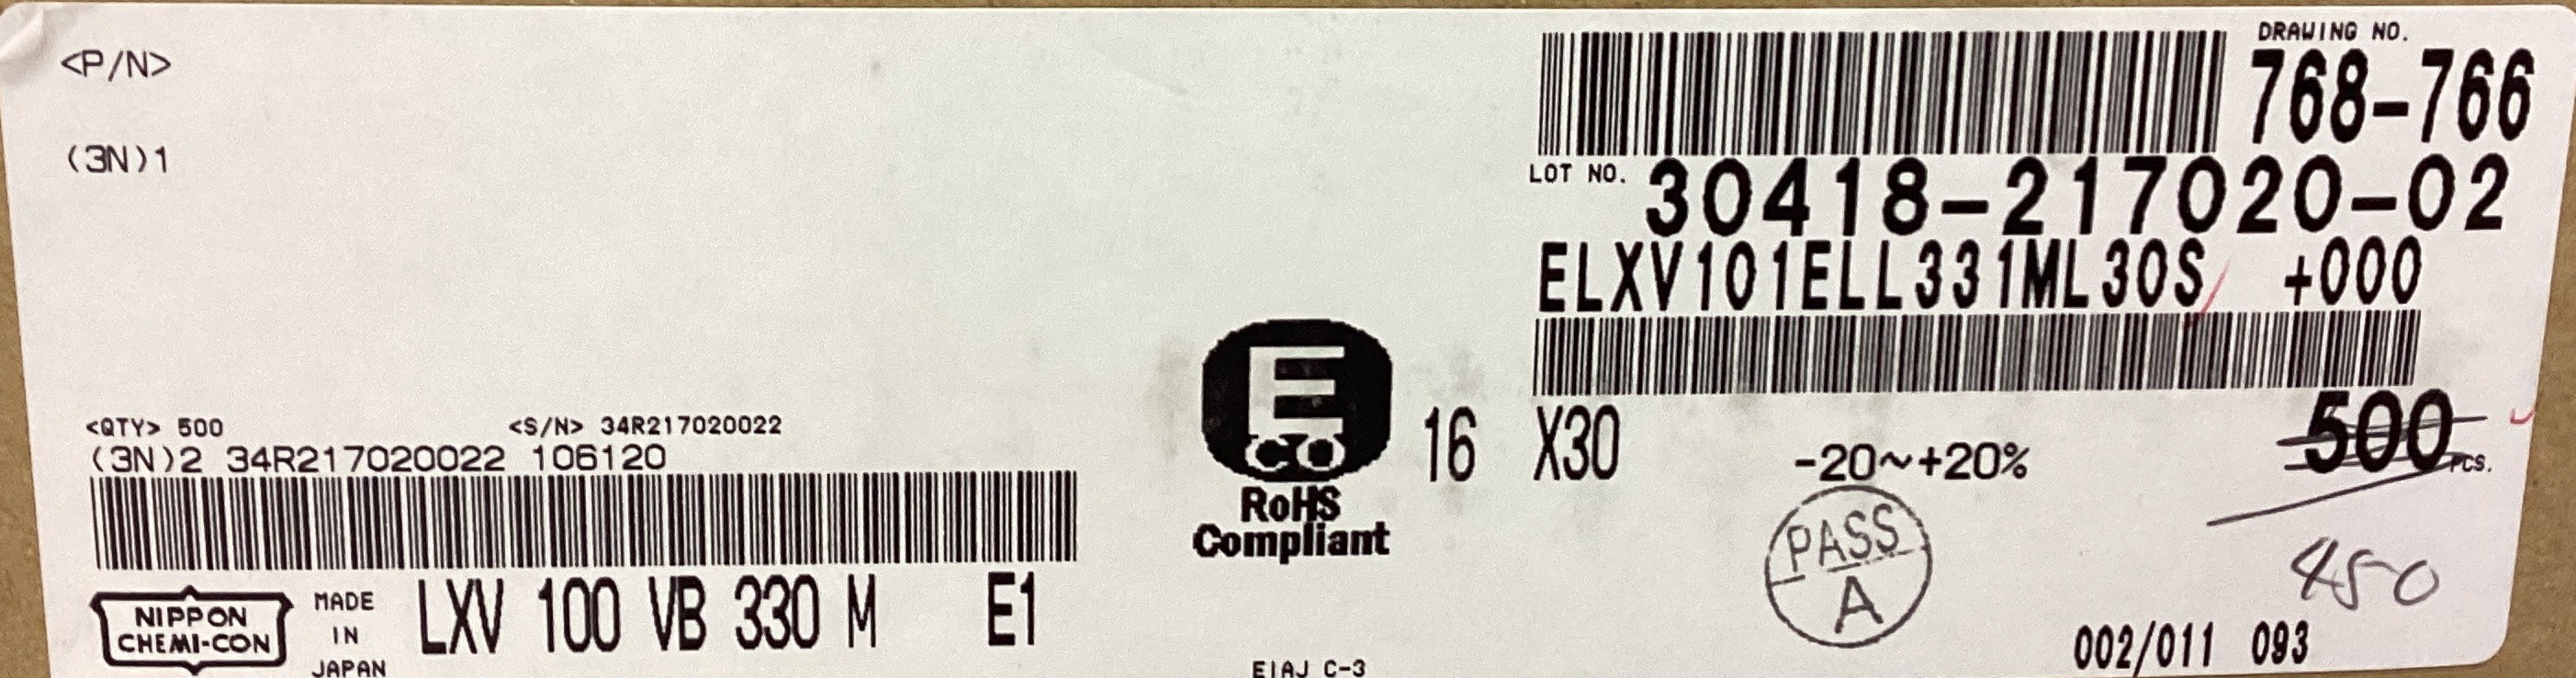 <P/N>
(3N)1
DRAWING NO.
768-766
LOT NO. 30418-217020-02
ELXV101ELL331ML30S +000
<QTY> 500 <S/N> 34R217020022
(3N)2 34R217020022 106120
E
co
RoHS
Compliant
16 X30 -20~+20% 500 PCS.
450
PASS
A
NIPPON
CHEMI-CON
MADE
IN
JAPAN
LXV 100 VB 330 M E1
EIAJ C-3
002/011 093